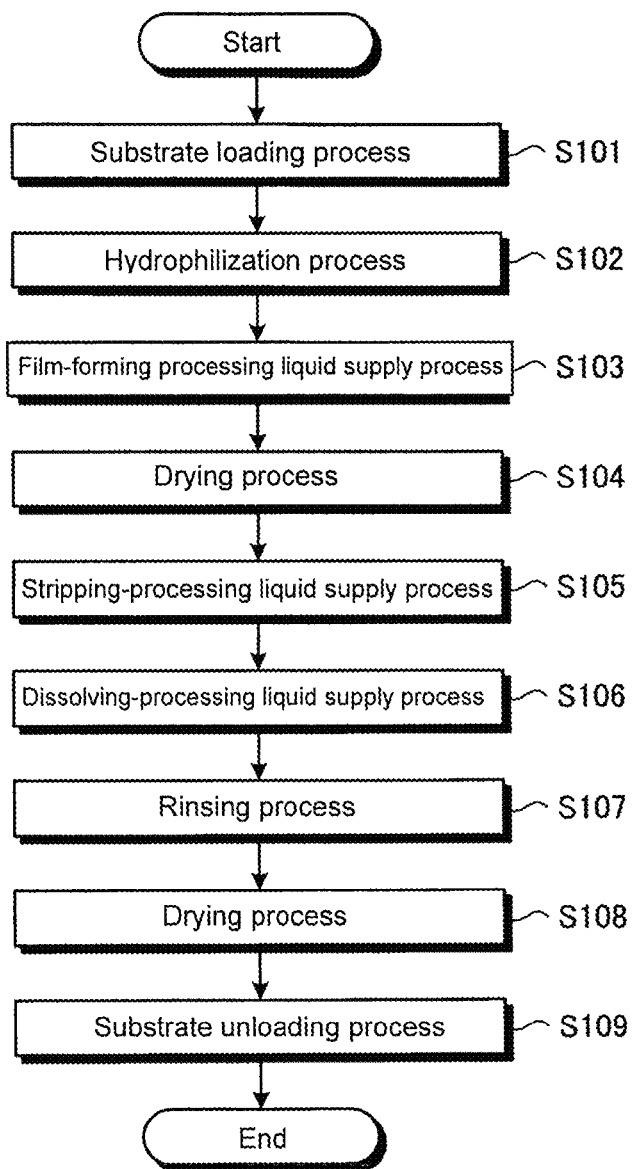 Start
Substrate loading process S101
Hydrophilization process S102
Film-forming processing liquid supply process S103
Drying process S104
Stripping-processing liquid supply process S105
Dissolving-processing liquid supply process S106
Rinsing process S107
Drying process S108
Substrate unloading process S109
End